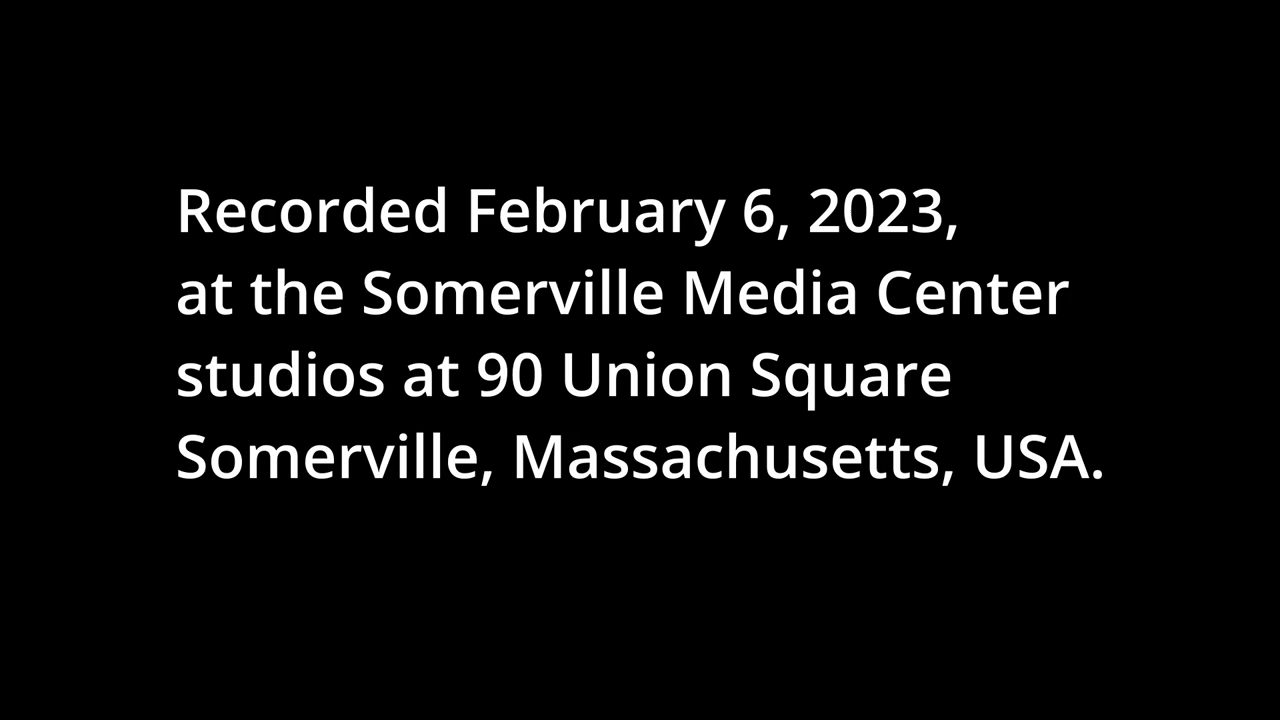 Recorded February 6, 2023,
at the Somerville Media Center
studios at 90 Union Square
Somerville, Massachusetts, USA.